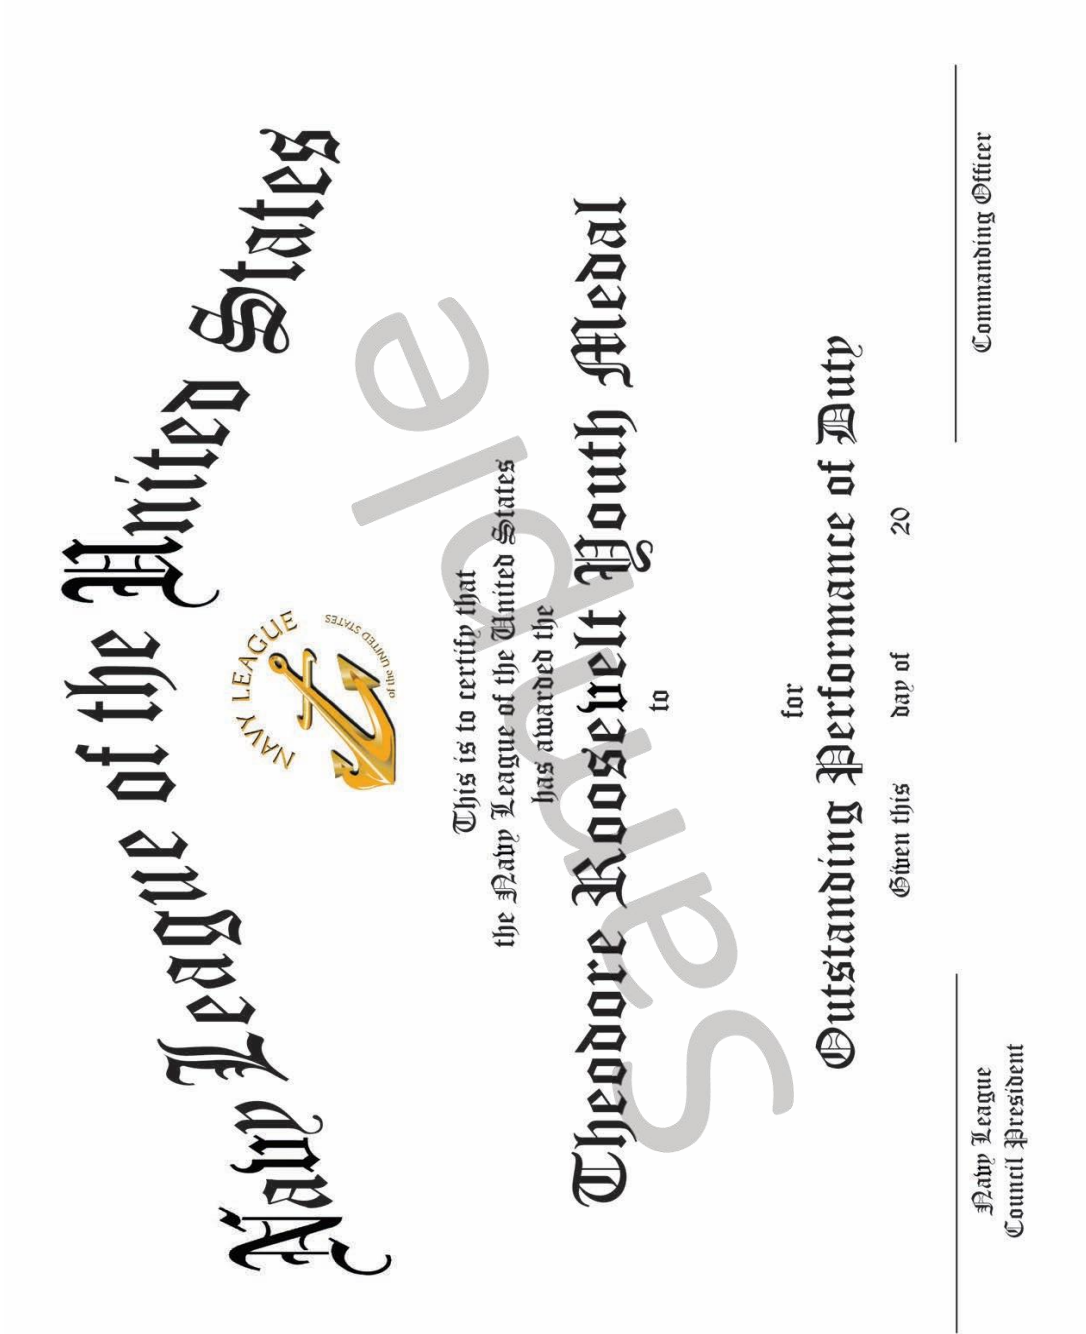 Navy League of the United States
NAVY LEAGUE
of the UNITED STATES
This is to certify that
the Navy League of the United States
has awarded the
Theodore Roosevelt Youth Medal
to
for
Outstanding Performance of Duty
Given this day of 20
Navy League
Council President
Commanding Officer
Sample